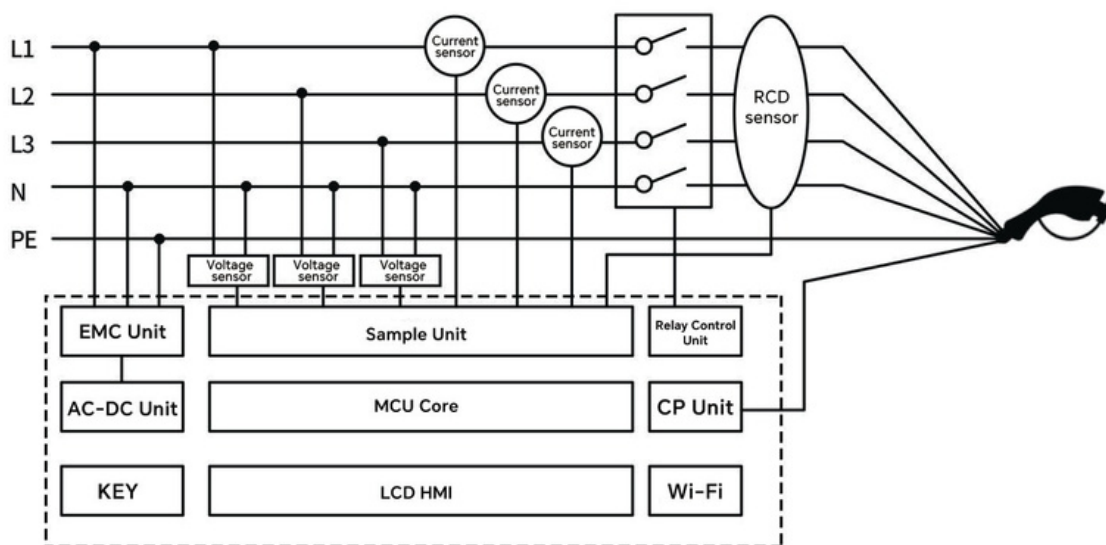 L1
L2
L3
N
PE
Current
sensor
Current
sensor
Current
sensor
RCD
sensor
Voltage
sensor
Voltage
sensor
Voltage
sensor
EMC Unit
Sample Unit
Relay Control
Unit
AC-DC Unit
MCU Core
CP Unit
KEY
LCD HMI
Wi-Fi